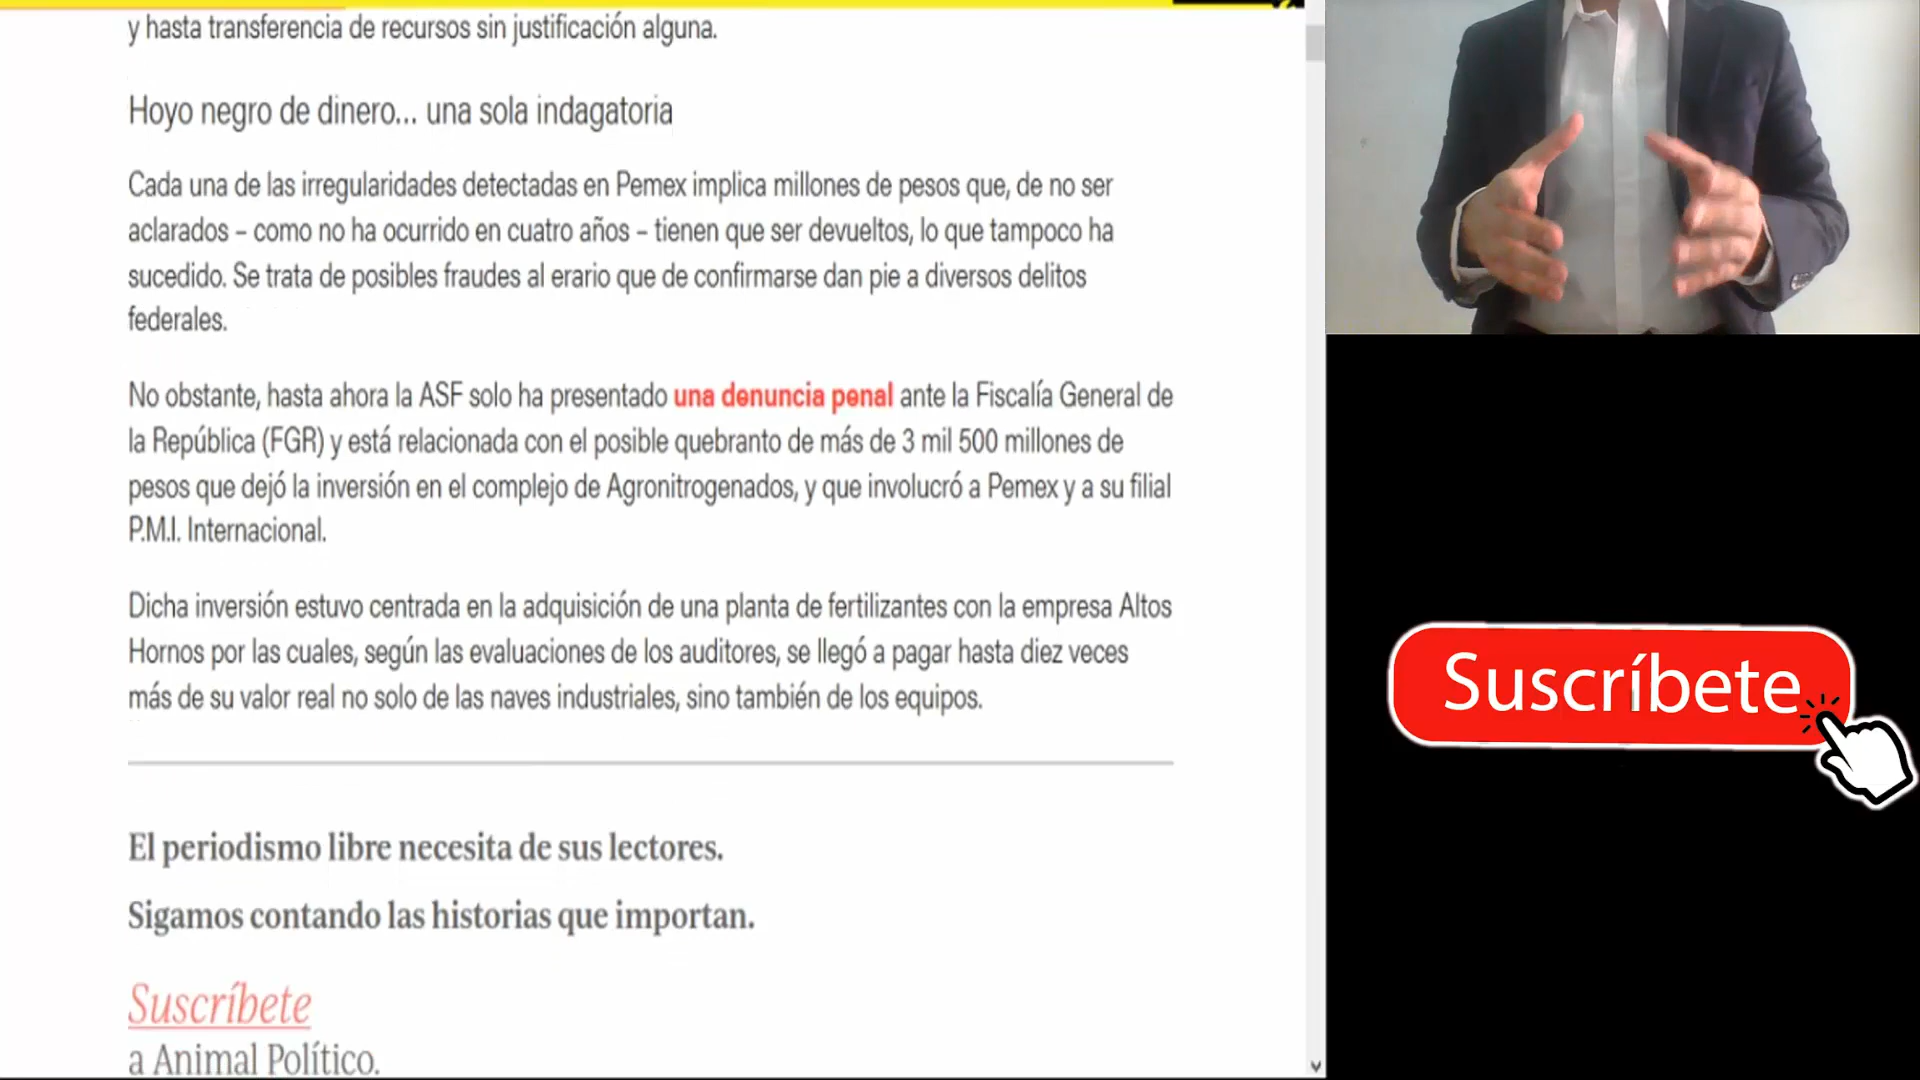 y hasta transferencia de recursos sin justificación alguna.
Hoyo negro de dinero... una sola indagatoria
Cada una de las irregularidades detectadas en Pemex implica millones de pesos que, de no ser
aclarados – como no ha ocurrido en cuatro años – tienen que ser devueltos, lo que tampoco ha
sucedido. Se trata de posibles fraudes al erario que de confirmarse dan pie a diversos delitos
federales.
No obstante, hasta ahora la ASF solo ha presentado una denuncia penal ante la Fiscalía General de
la República (FGR) y está relacionada con el posible quebranto de más de 3 mil 500 millones de
pesos que dejó la inversión en el complejo de Agronitrogenados, y que involucró a Pemex y a su filial
P.M.I. Internacional.
Dicha inversión estuvo centrada en la adquisición de una planta de fertilizantes con la empresa Altos
Hornos por las cuales, según las evaluaciones de los auditores, se llegó a pagar hasta diez veces
más de su valor real no solo de las naves industriales, sino también de los equipos.
El periodismo libre necesita de sus lectores.
Sigamos contando las historias que importan.
Suscríbete
a Animal Político.
Suscríbete